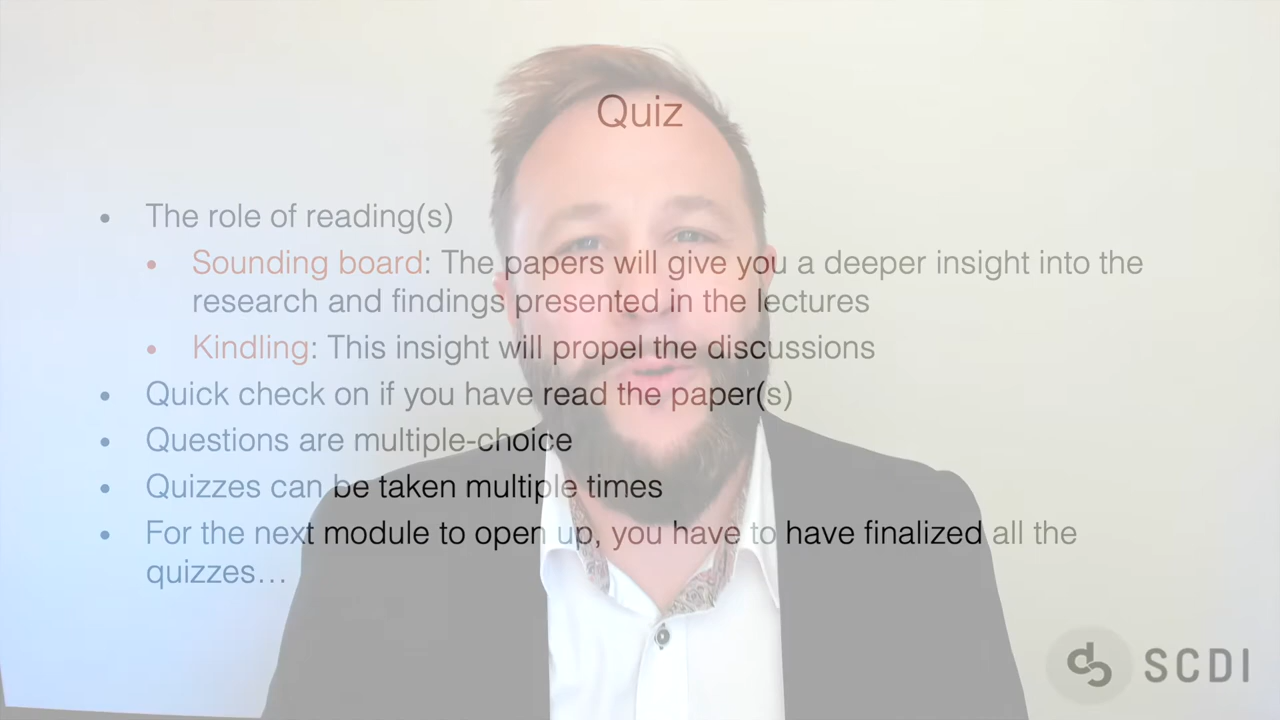 Quiz
• The role of reading(s)
• Sounding board: The papers will give you a deeper insight into the
research and findings presented in the lectures
• Kindling: This insight will propel the discussions
• Quick check on if you have read the paper(s)
• Questions are multiple-choice
• Quizzes can be taken multiple times
• For the next module to open up, you have to have finalized all the
quizzes…
SCDI